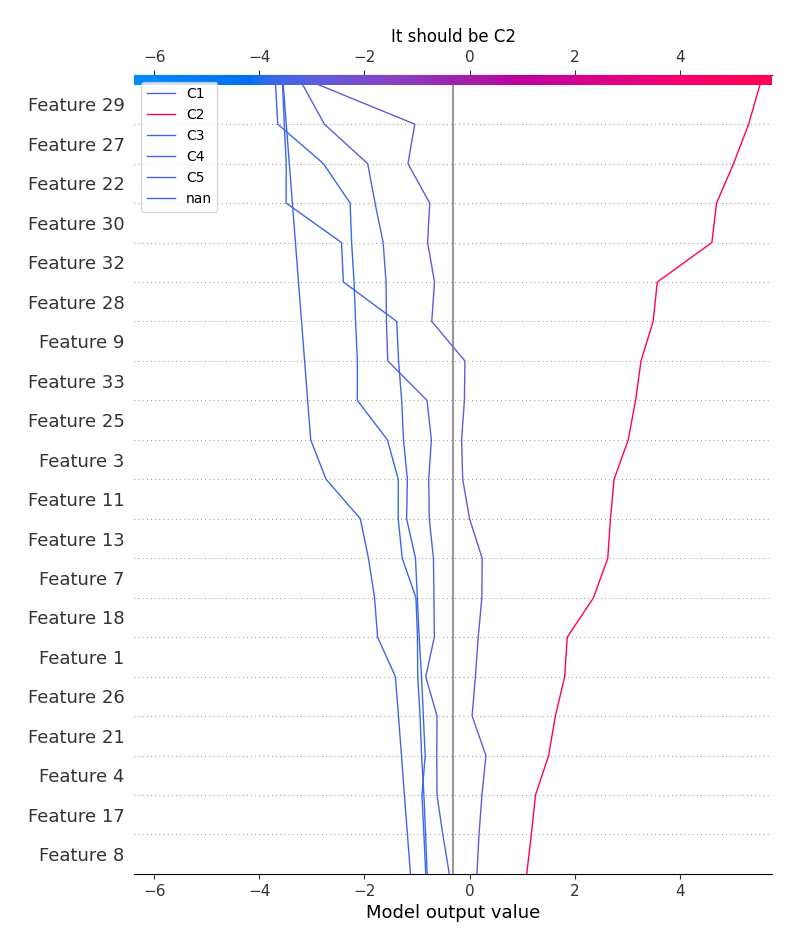 It should be C2
−6 −4 −2 0 2 4
C1
C2
C3
C4
C5
nan
Feature 29
Feature 27
Feature 22
Feature 30
Feature 32
Feature 28
Feature 9
Feature 33
Feature 25
Feature 3
Feature 11
Feature 13
Feature 7
Feature 18
Feature 1
Feature 26
Feature 21
Feature 4
Feature 17
Feature 8
−6 −4 −2 0 2 4
Model output value